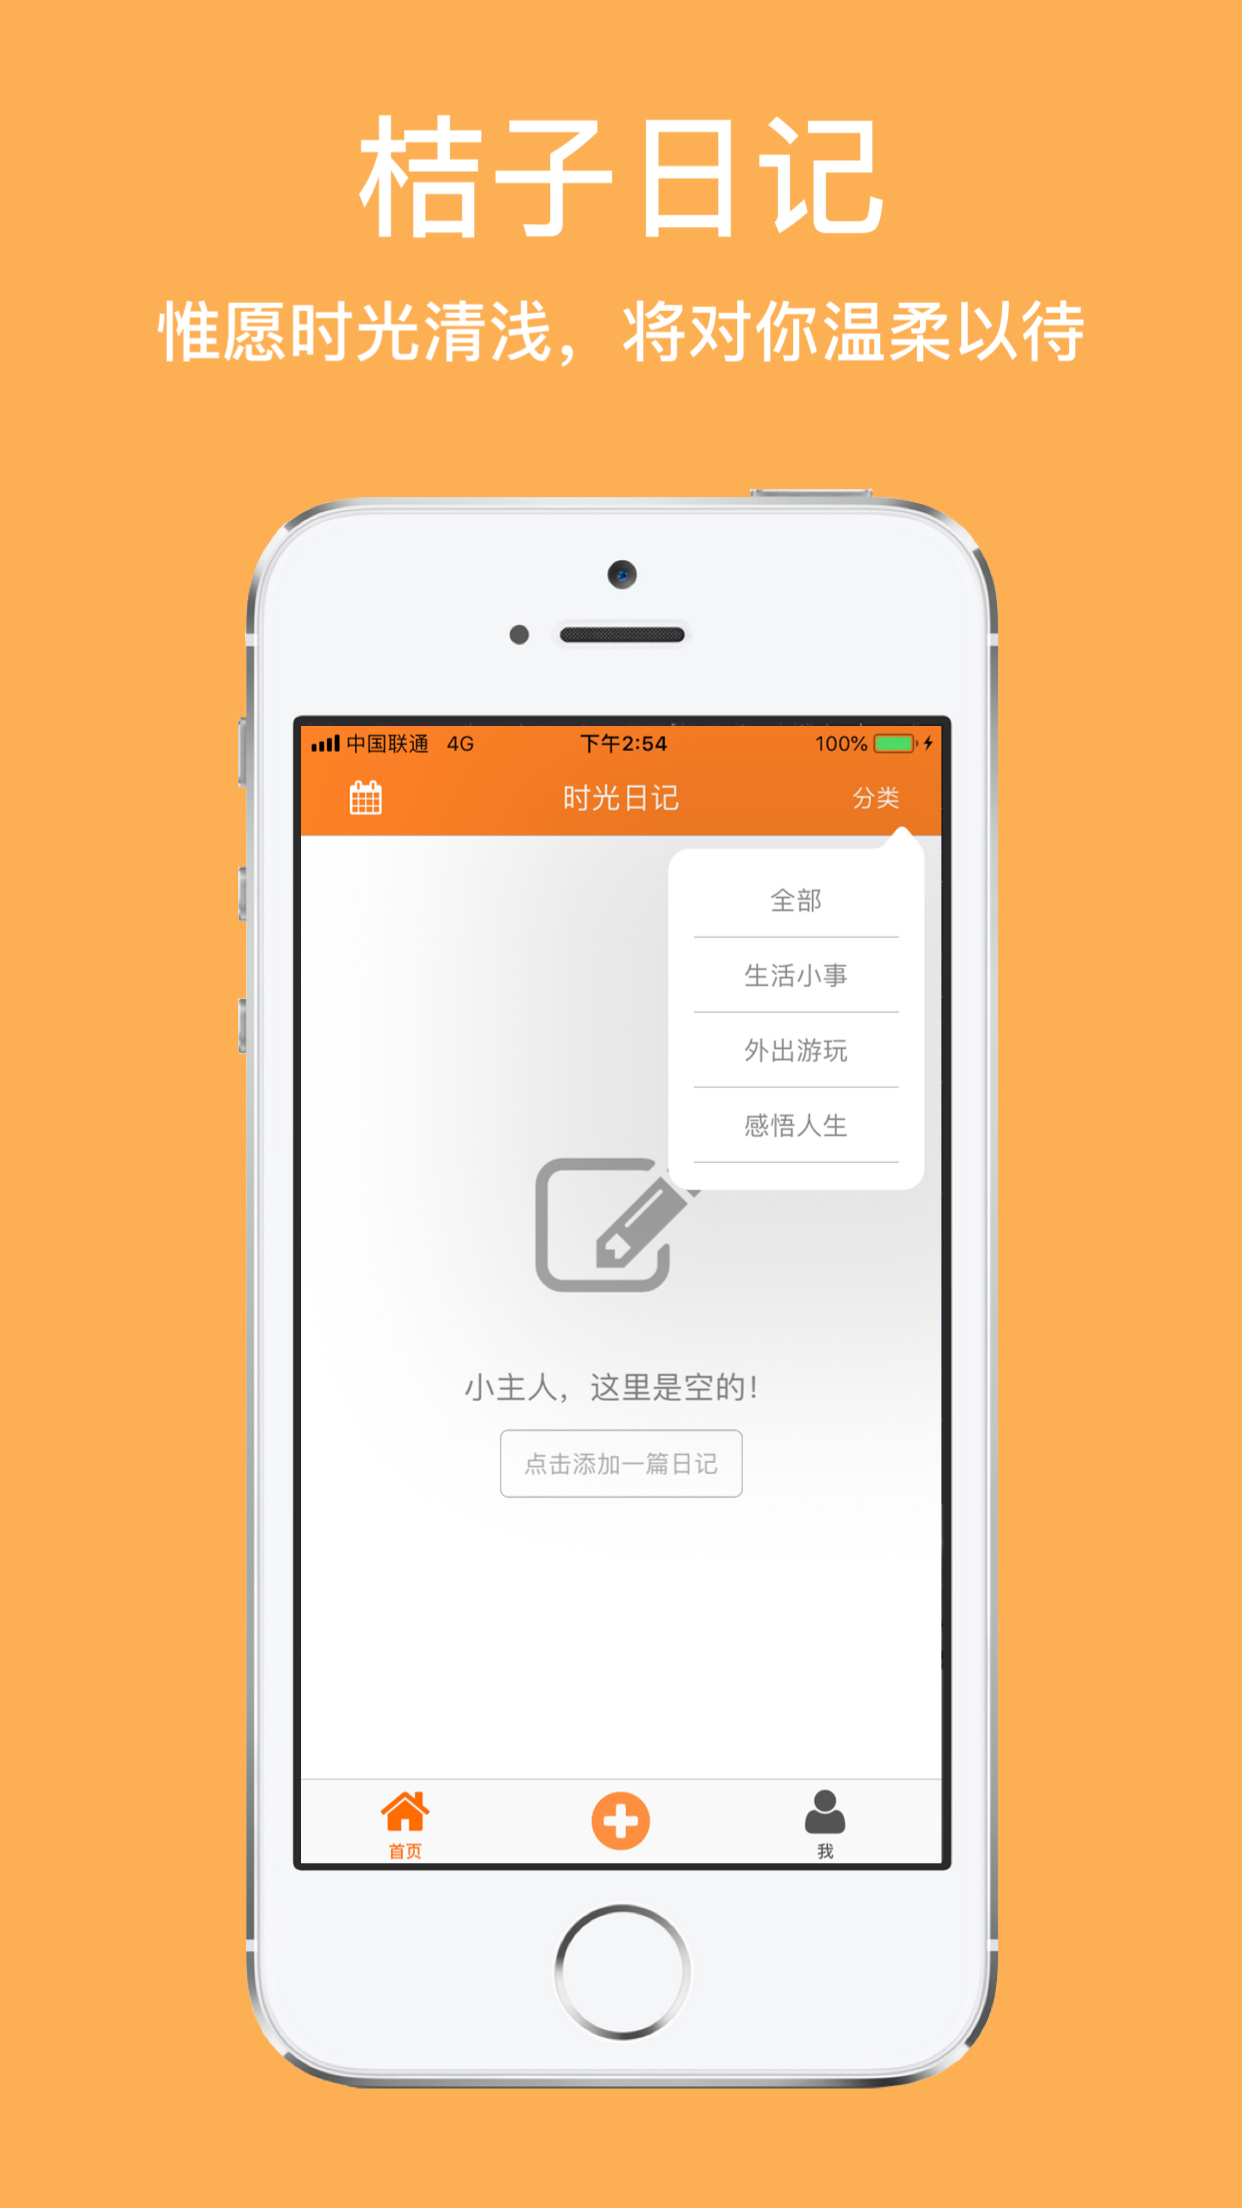 桔子日记
惟愿时光清浅，将对你温柔以待
中国联通 4G 下午2:54 100%
时光日记 分类
全部
生活小事
外出游玩
感悟人生
小主人，这里是空的！
点击添加一篇日记
首页 我